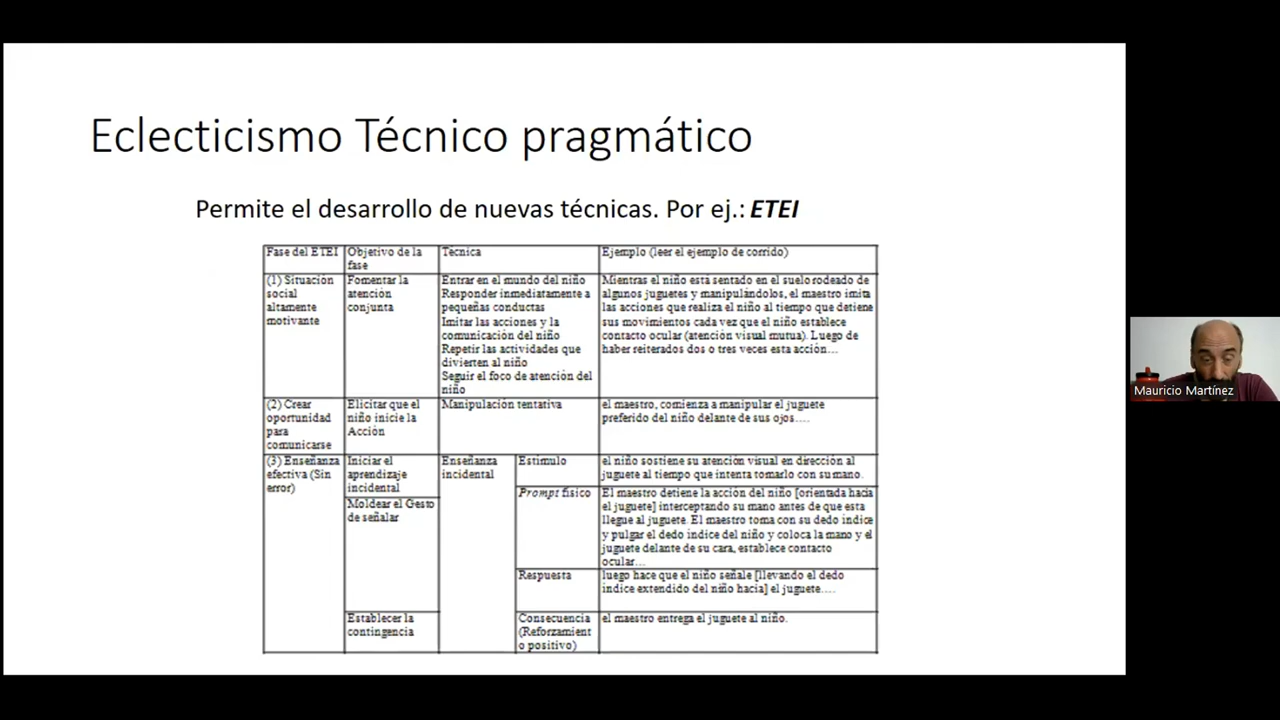 Eclecticismo Técnico pragmático
Permite el desarrollo de nuevas técnicas. Por ej.: ETEI
Fase del ETEI
Objetivo de la
fase
Técnica
Ejemplo (leer el ejemplo de corrido)
(1) Situación
social
altamente
motivante
Fomentar la
atención
conjunta
Entrar en el mundo del niño
Responder inmediatamente a
pequeñas conductas
Imitar las acciones y la
comunicación del niño
Repetir las actividades que
divierten al niño
Seguir el foco de atención del
niño
Mientras el niño está sentado en el suelo rodeado de
algunos juguetes y manipulándolos, el maestro imita
las acciones que realiza el niño al tiempo que detiene
sus movimientos cada vez que el niño establece
contacto ocular (atención visual mutua). Luego de
haber reiterados dos o tres veces esta acción...
(2) Crear
oportunidad
para
comunicarse
Elicitar que el
niño inicie la
Acción
Manipulación tentativa
el maestro, comienza a manipular el juguete
preferido del niño delante de sus ojos....
(3) Enseñanza
efectiva (Sin
error)
Iniciar el
aprendizaje
incidental
Enseñanza
incidental
Estímulo
el niño sostiene su atención visual en dirección al
juguete al tiempo que intenta tomarlo con su mano.
Moldear el Gesto
de señalar
Prompt físico
El maestro detiene la acción del niño [orientada hacia
el juguete] interceptando su mano antes de que esta
llegue al juguete. El maestro toma con su dedo índice
y pulgar el dedo índice del niño y coloca la mano y el
juguete delante de su cara, establece contacto
ocular...
Respuesta
luego hace que el niño señale [llevando el dedo
índice extendido del niño hacia] el juguete....
Establecer la
contingencia
Consecuencia
(Reforzamient
o positivo)
el maestro entrega el juguete al niño.
Mauricio Martínez